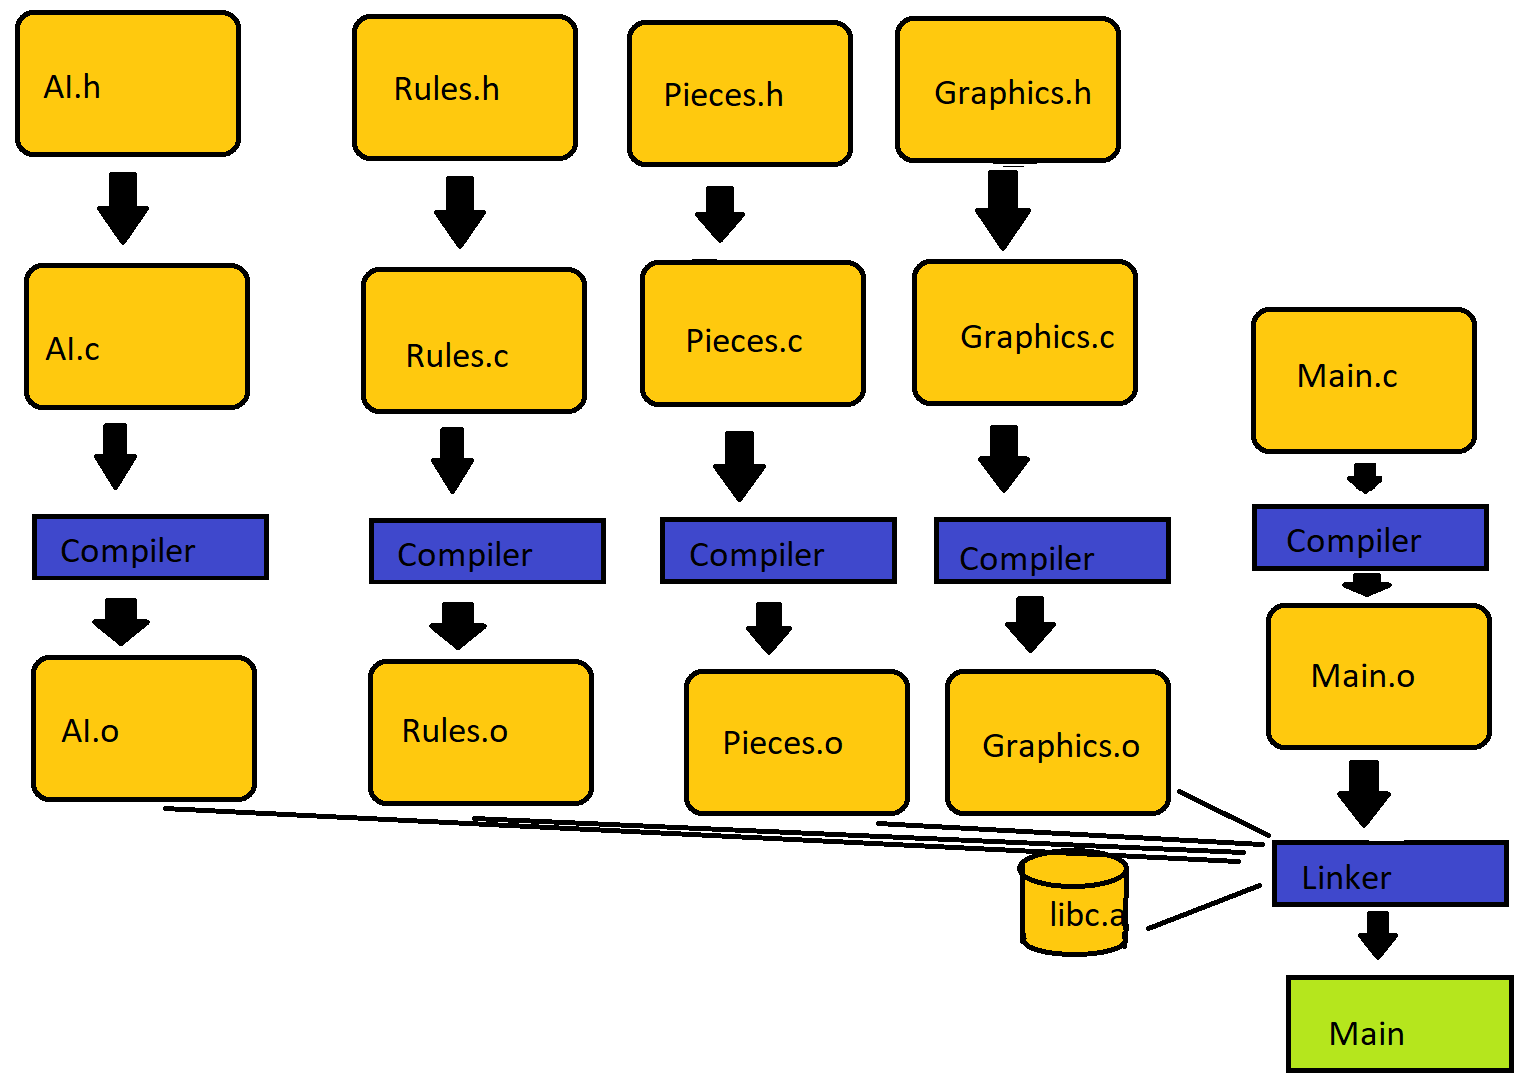 AI.h
Rules.h
Pieces.h
Graphics.h
AI.c
Rules.c
Pieces.c
Graphics.c
Main.c
Compiler
Compiler
Compiler
Compiler
Compiler
AI.o
Rules.o
Pieces.o
Graphics.o
Main.o
libc.a
Linker
Main